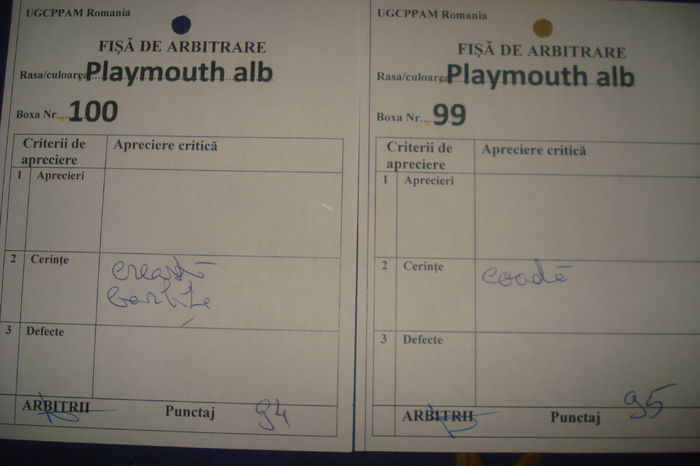 UGCPPAM Romania
FIȘĂ DE ARBITRARE
Rasa/culoarea Playmouth alb
Boxa Nr..... 100
Criterii de apreciere Apreciere critică
1 Aprecieri
2 Cerințe creastă
bărbițe
3 Defecte
ARBITRII Punctaj 94
UGCPPAM Romania
FIȘĂ DE ARBITRARE
Rasa/culoarea Playmouth alb
Boxa Nr..... 99
Criterii de apreciere Apreciere critică
1 Aprecieri
2 Cerințe coadă
3 Defecte
ARBITRII Punctaj 95